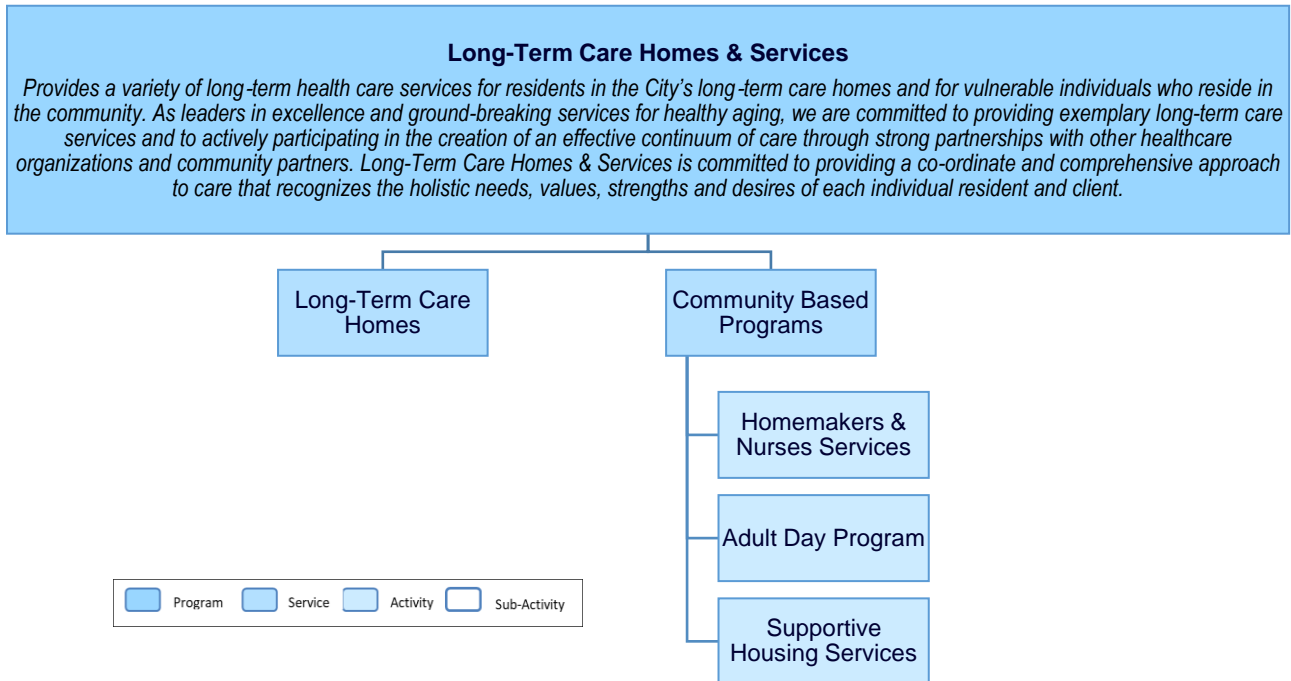 Long-Term Care Homes & Services
Provides a variety of long-term health care services for residents in the City's long-term care homes and for vulnerable individuals who reside in
the community. As leaders in excellence and ground-breaking services for healthy aging, we are committed to providing exemplary long-term care
services and to actively participating in the creation of an effective continuum of care through strong partnerships with other healthcare
organizations and community partners. Long-Term Care Homes & Services is committed to providing a co-ordinate and comprehensive approach
to care that recognizes the holistic needs, values, strengths and desires of each individual resident and client.
Long-Term Care
Homes
Community Based
Programs
Homemakers &
Nurses Services
Adult Day Program
Supportive
Housing Services
Program Service Activity Sub-Activity